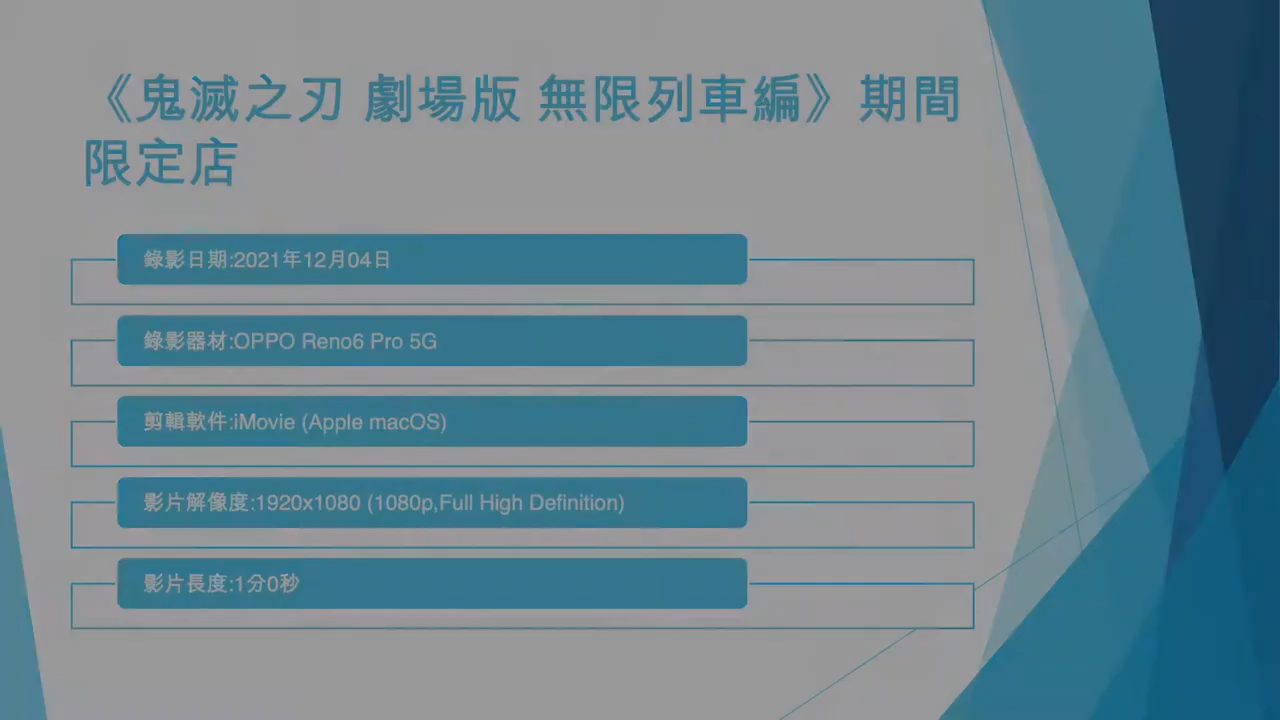 《鬼滅之刃 劇場版 無限列車編》期間
限定店
錄影日期:2021年12月04日
錄影器材:OPPO Reno6 Pro 5G
剪輯軟件:iMovie (Apple macOS)
影片解像度:1920x1080 (1080p,Full High Definition)
影片長度:1分0秒